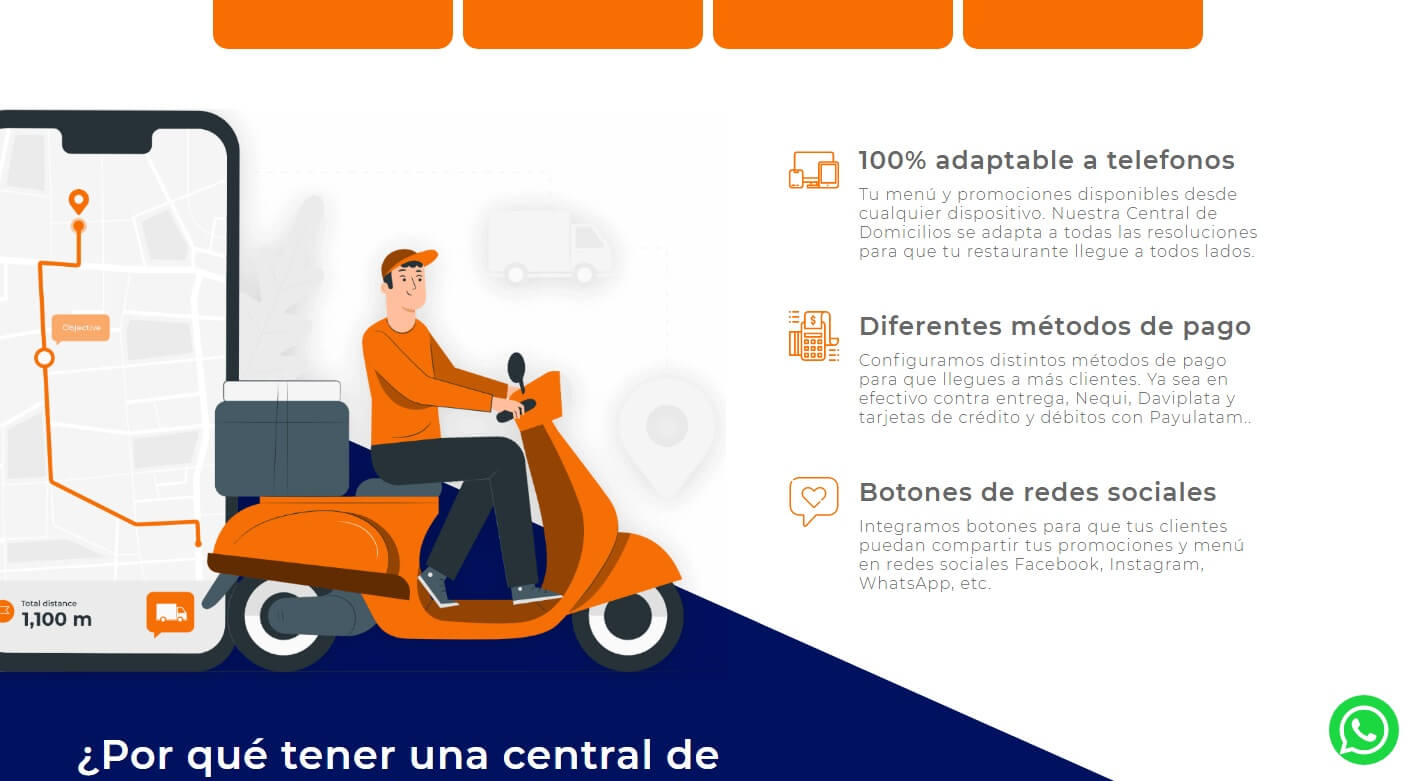 100% adaptable a telefonos
Tu menú y promociones disponibles desde
cualquier dispositivo. Nuestra Central de
Domicilios se adapta a todas las resoluciones
para que tu restaurante llegue a todos lados.
Objective
Diferentes métodos de pago
Configuramos distintos métodos de pago
para que llegues a más clientes. Ya sea en
efectivo contra entrega, Nequi, Daviplata y
tarjetas de crédito y débitos con Payulatam..
Botones de redes sociales
Integramos botones para que tus clientes
puedan compartir tus promociones y menú
en redes sociales Facebook, Instagram,
WhatsApp, etc.
Total distance
1,100 m
¿Por qué tener una central de